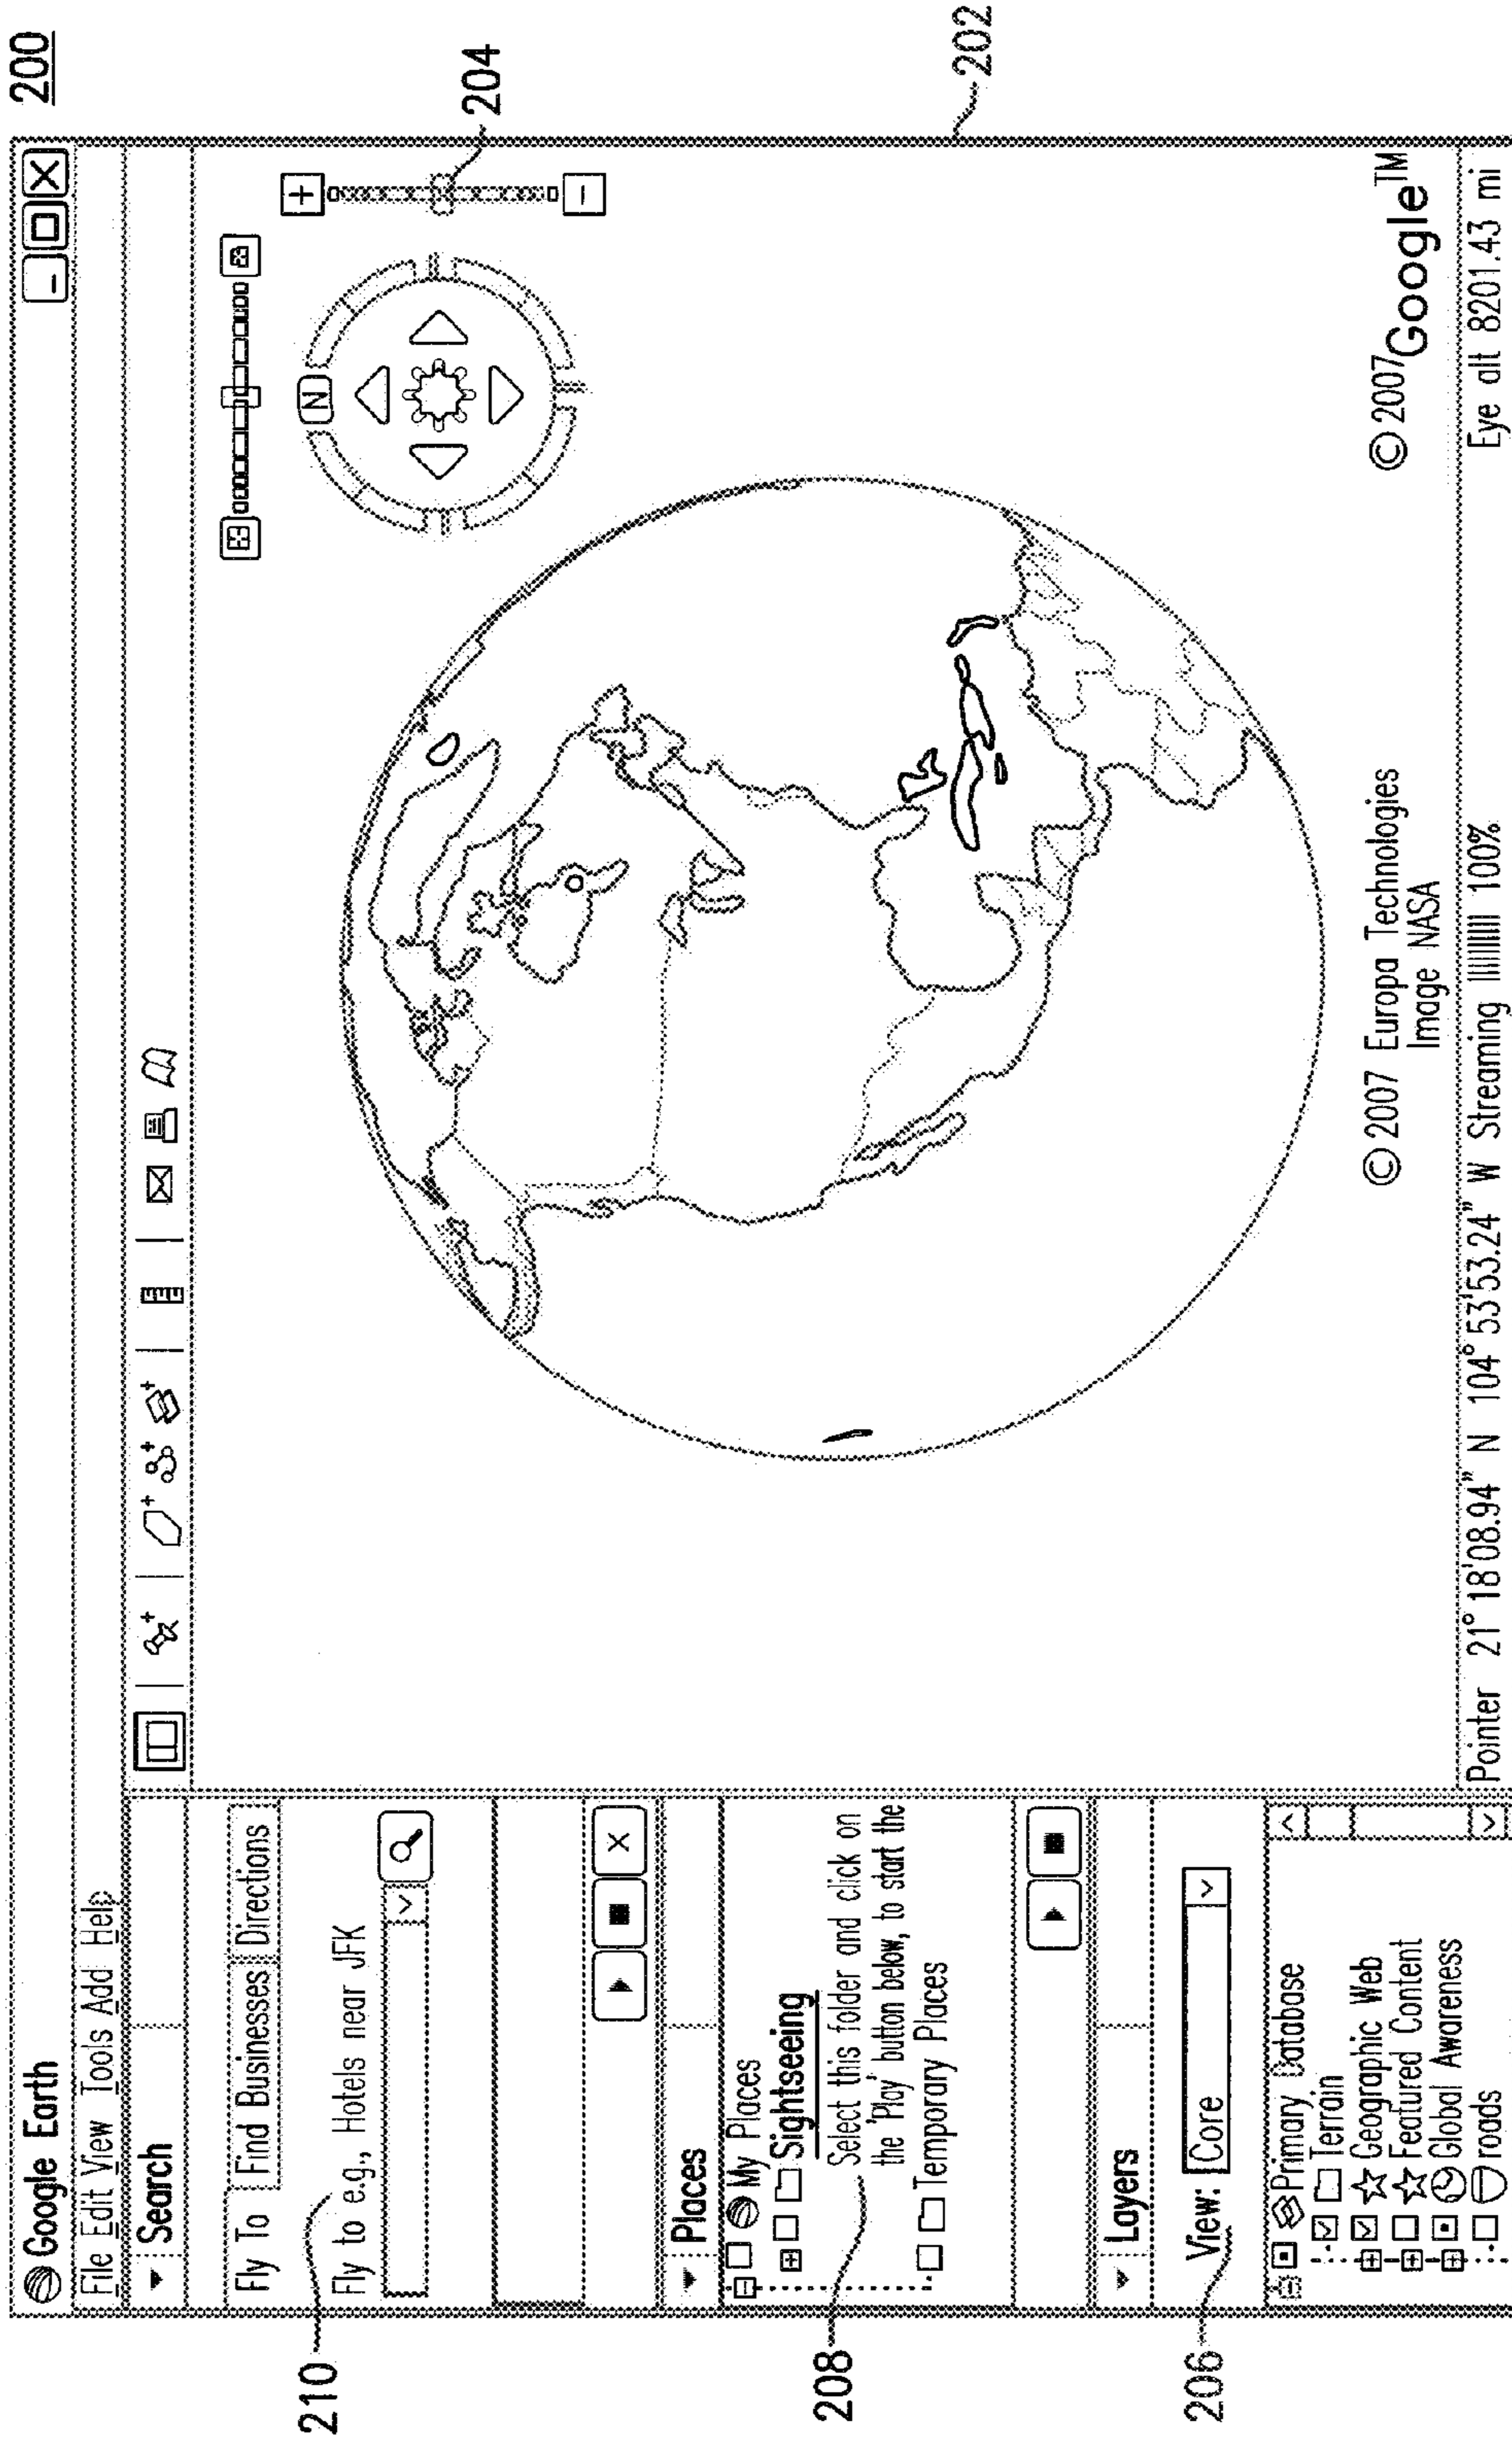 200
Google Earth
File Edit View Tools Add Help
Search
Fly To Find Businesses Directions
210
Fly to e.g., Hotels near JFK
Places
My Places
Sightseeing
208
Select this folder and click on
the 'Play' button below, to start the
Temporary Places
Layers
206
View: Core
Primary Database
Terrain
Geographic Web
Featured Content
Global Awareness
roads
N
204
202
© 2007 Europa Technologies
Image NASA
© 2007 Google™
Pointer 21° 18'08.94" N 104° 53'53.24" W Streaming |||||||||| 100% Eye alt 8201.43 mi